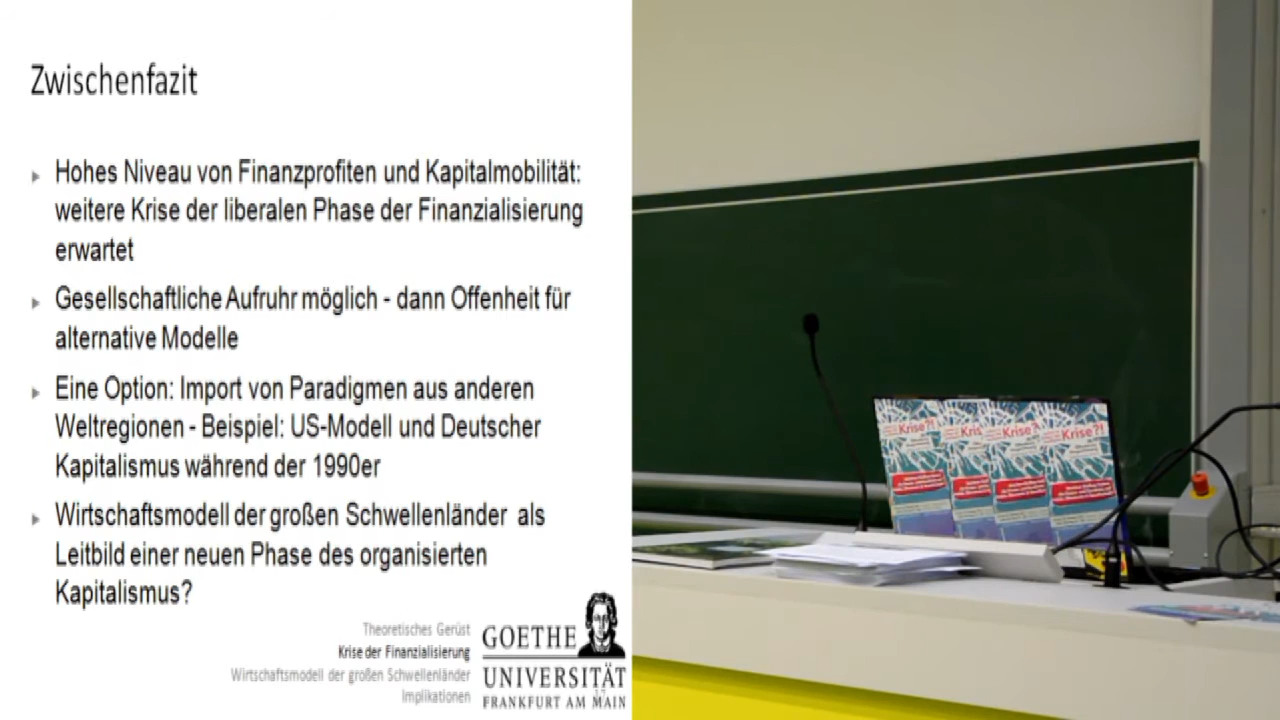 Zwischenfazit
Hohes Niveau von Finanzprofiten und Kapitalmobilität:
weitere Krise der liberalen Phase der Finanzialisierung
erwartet
Gesellschaftliche Aufruhr möglich - dann Offenheit für
alternative Modelle
Eine Option: Import von Paradigmen aus anderen
Weltregionen - Beispiel: US-Modell und Deutscher
Kapitalismus während der 1990er
Wirtschaftsmodell der großen Schwellenländer als
Leitbild einer neuen Phase des organisierten
Kapitalismus?
Theoretisches Gerüst
Krise der Finanzialisierung
Wirtschaftsmodell der großen Schwellenländer
Implikationen
GOETHE
UNIVERSITÄT
FRANKFURT AM MAIN
17
Krise?!
Kris
Krise?
Krise?!